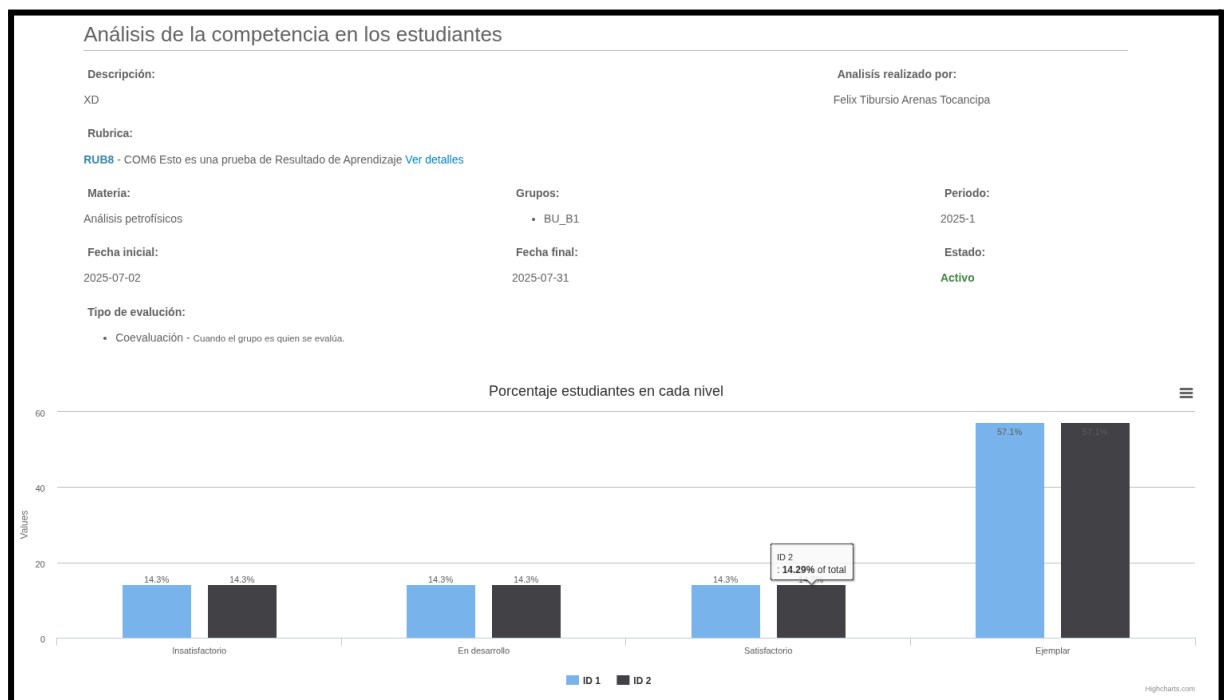 Análisis de la competencia en los estudiantes
Descripción: Analisís realizado por:
XD Felix Tibursio Arenas Tocancipa
Rubrica:
RUB8 - COM6 Esto es una prueba de Resultado de Aprendizaje Ver detalles
Materia: Grupos: Periodo:
Análisis petrofísicos • BU_B1 2025-1
Fecha inicial: Fecha final: Estado:
2025-07-02 2025-07-31 Activo
Tipo de evalución:
• Coevaluación - Cuando el grupo es quien se evalúa.
Porcentaje estudiantes en cada nivel
60
57.1% 57.1%
40
Values
20
ID 2
: 14.29% of total
14.3% 14.3% 14.3% 14.3% 14.3%
0
Insatisfactorio En desarrollo Satisfactorio Ejemplar
ID 1 ID 2
Highcharts.com